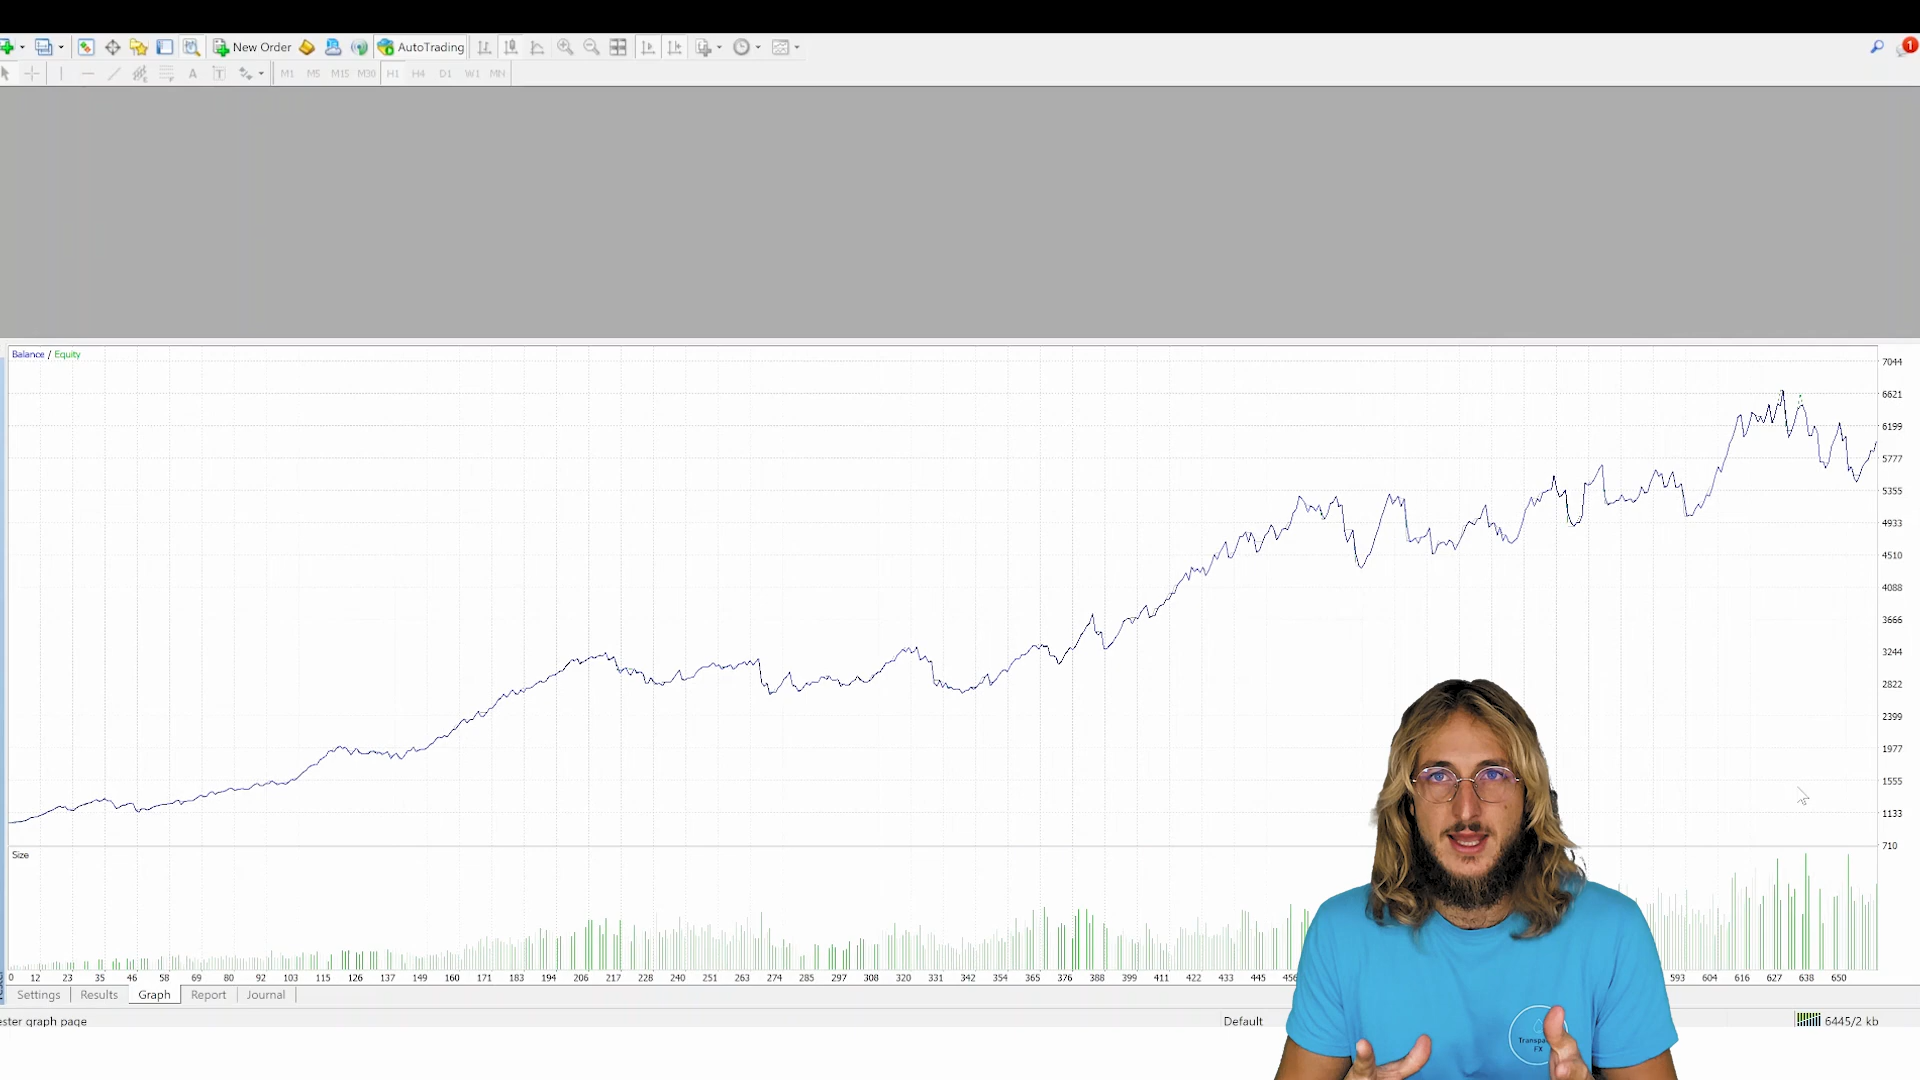 New Order AutoTrading 1
A T M1 M5 M15 M30 H1 H4 D1 W1 MN
Balance / Equity
7044
6621
6199
5777
5355
4933
4510
4088
3666
3244
2822
2399
1977
1555
1133
710
Size
0 12 23 35 46 58 69 80 92 103 115 126 137 149 160 171 183 194 206 217 228 240 251 263 274 285 297 308 320 331 342 354 365 376 388 399 411 422 433 445 456 593 604 616 627 638 650
Settings Results Graph Report Journal
ester graph page Default 6445/2 kb
Transpa
FX